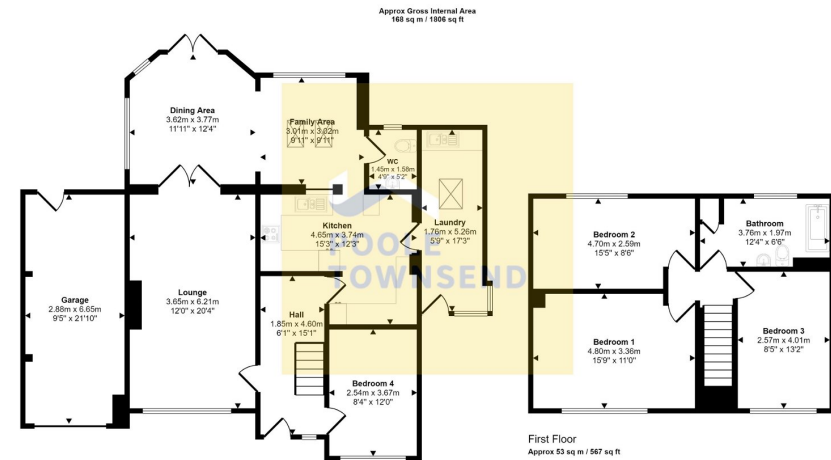 Approx Gross Internal Area
168 sq m / 1806 sq ft
Dining Area
3.62m x 3.77m
11'11" x 12'4"
Family Area
3.01m x 3.02m
9'11" x 9'11"
WC
1.45m x 1.58m
4'9" x 5'2"
Laundry
1.76m x 5.26m
5'9" x 17'3"
Kitchen
4.65m x 3.74m
15'3" x 12'3"
POOLE
TOWNSEND
Garage
2.88m x 6.65m
9'5" x 21'10"
Lounge
3.65m x 6.21m
12'0" x 20'4"
Hall
1.85m x 4.60m
6'1" x 15'1"
Bedroom 4
2.54m x 3.67m
8'4" x 12'0"
Bedroom 2
4.70m x 2.59m
15'5" x 8'6"
Bathroom
3.76m x 1.97m
12'4" x 6'6"
Bedroom 1
4.80m x 3.36m
15'9" x 11'0"
Bedroom 3
2.57m x 4.01m
8'5" x 13'2"
First Floor
Approx 53 sq m / 567 sq ft